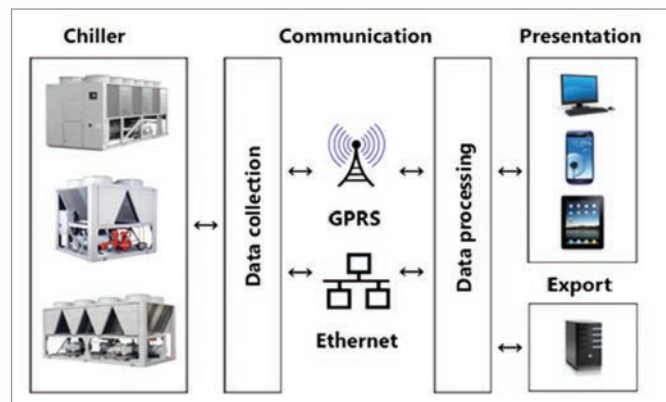 Chiller
Communication
Presentation
Data collection
GPRS
Ethernet
Data processing
Export